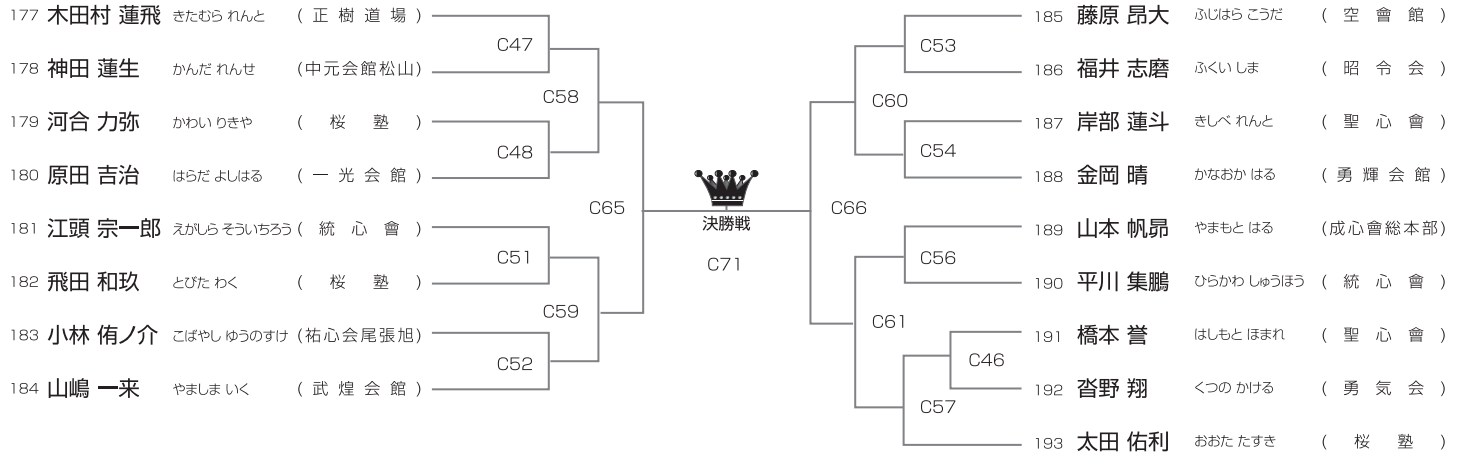 177 木田村 蓮飛 きたむら れんと (正樹道場)
C47
178 神田 蓮生 かんだ れんせ (中元会館松山)
C58
179 河合 力弥 かわい りきや (桜塾)
C48
180 原田 吉治 はらだ よしはる (一光会館)
C65
181 江頭 宗一郎 えがしら そういちろう (統心會)
C51
182 飛田 和玖 とびた わく (桜塾)
C59
183 小林 侑ノ介 こばやし ゆうのすけ (祐心会尾張旭)
C52
184 山嶋 一来 やましま いく (武煌会館)
決勝戦
C71
185 藤原 昂大 ふじはら こうだ (空會館)
C53
186 福井 志磨 ふくい しま (昭令会)
C60
187 岸部 蓮斗 きしべ れんと (聖心會)
C54
188 金岡 晴 かなおか はる (勇輝会館)
C66
189 山本 帆昴 やまもと はる (成心會総本部)
C56
190 平川 集鵬 ひらかわ しゅうほう (統心會)
C61
191 橋本 誉 はしもと ほまれ (聖心會)
C46
192 沓野 翔 くつの かける (勇気会)
C57
193 太田 佑利 おおた たすき (桜塾)